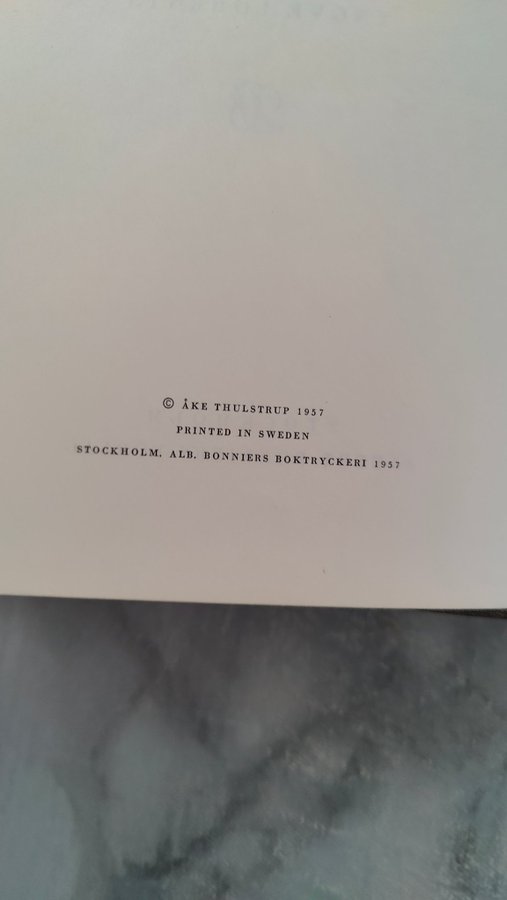 © ÅKE THULSTRUP 1957
PRINTED IN SWEDEN
STOCKHOLM. ALB. BONNIERS BOKTRYCKERI 1957